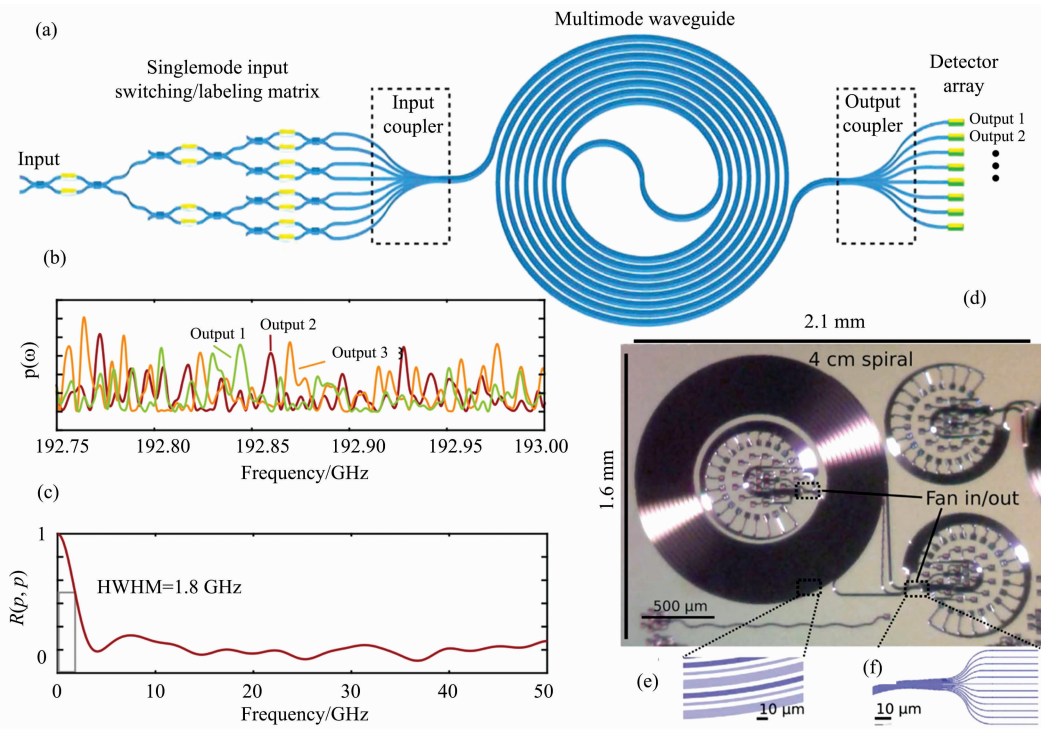 (a)
Multimode waveguide
Singlemode input
switching/labeling matrix
Input
coupler
Output
coupler
Detector
array
Input
Output 1
Output 2
(b)
p(ω)
Output 1
Output 2
Output 3
192.75
192.80
192.85
192.90
192.95
193.00
Frequency/GHz
(c)
R(p, p)
1
0
HWHM=1.8 GHz
0
10
20
30
40
50
Frequency/GHz
(d)
2.1 mm
1.6 mm
4 cm spiral
Fan in/out
500 μm
(e)
10 μm
(f)
10 μm